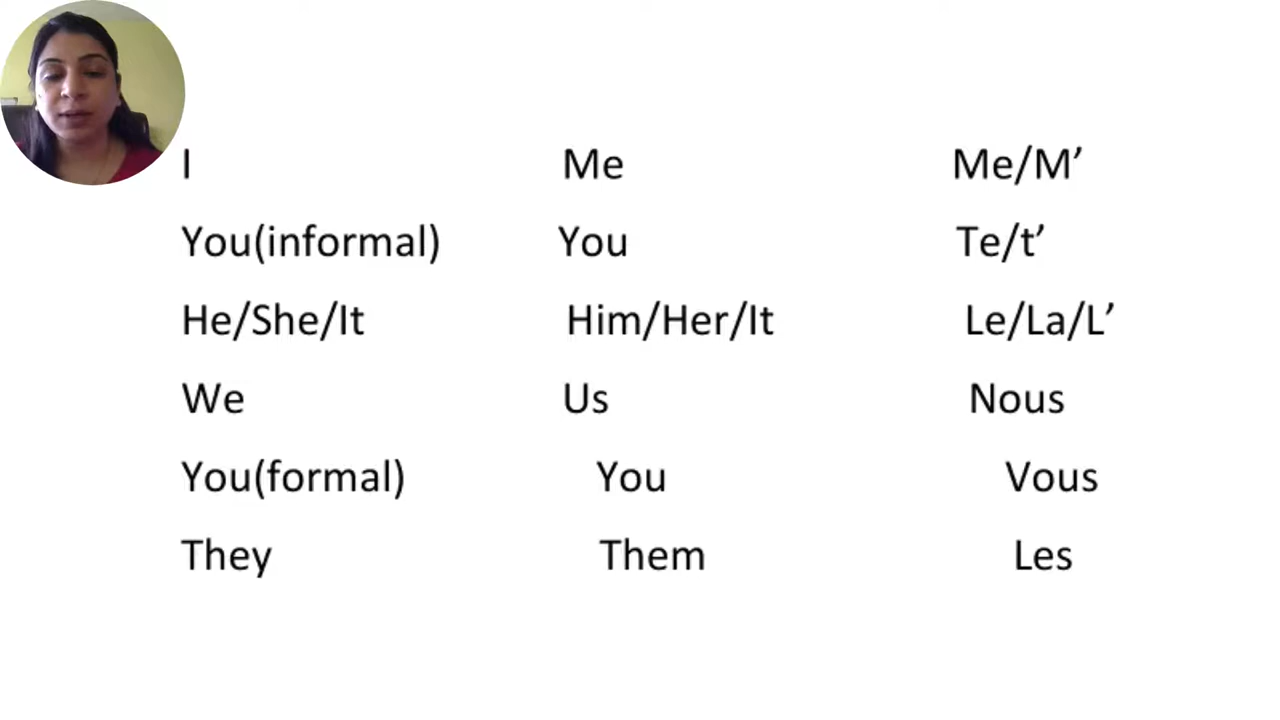 I Me Me/M’
You(informal) You Te/t’
He/She/It Him/Her/It Le/La/L’
We Us Nous
You(formal) You Vous
They Them Les